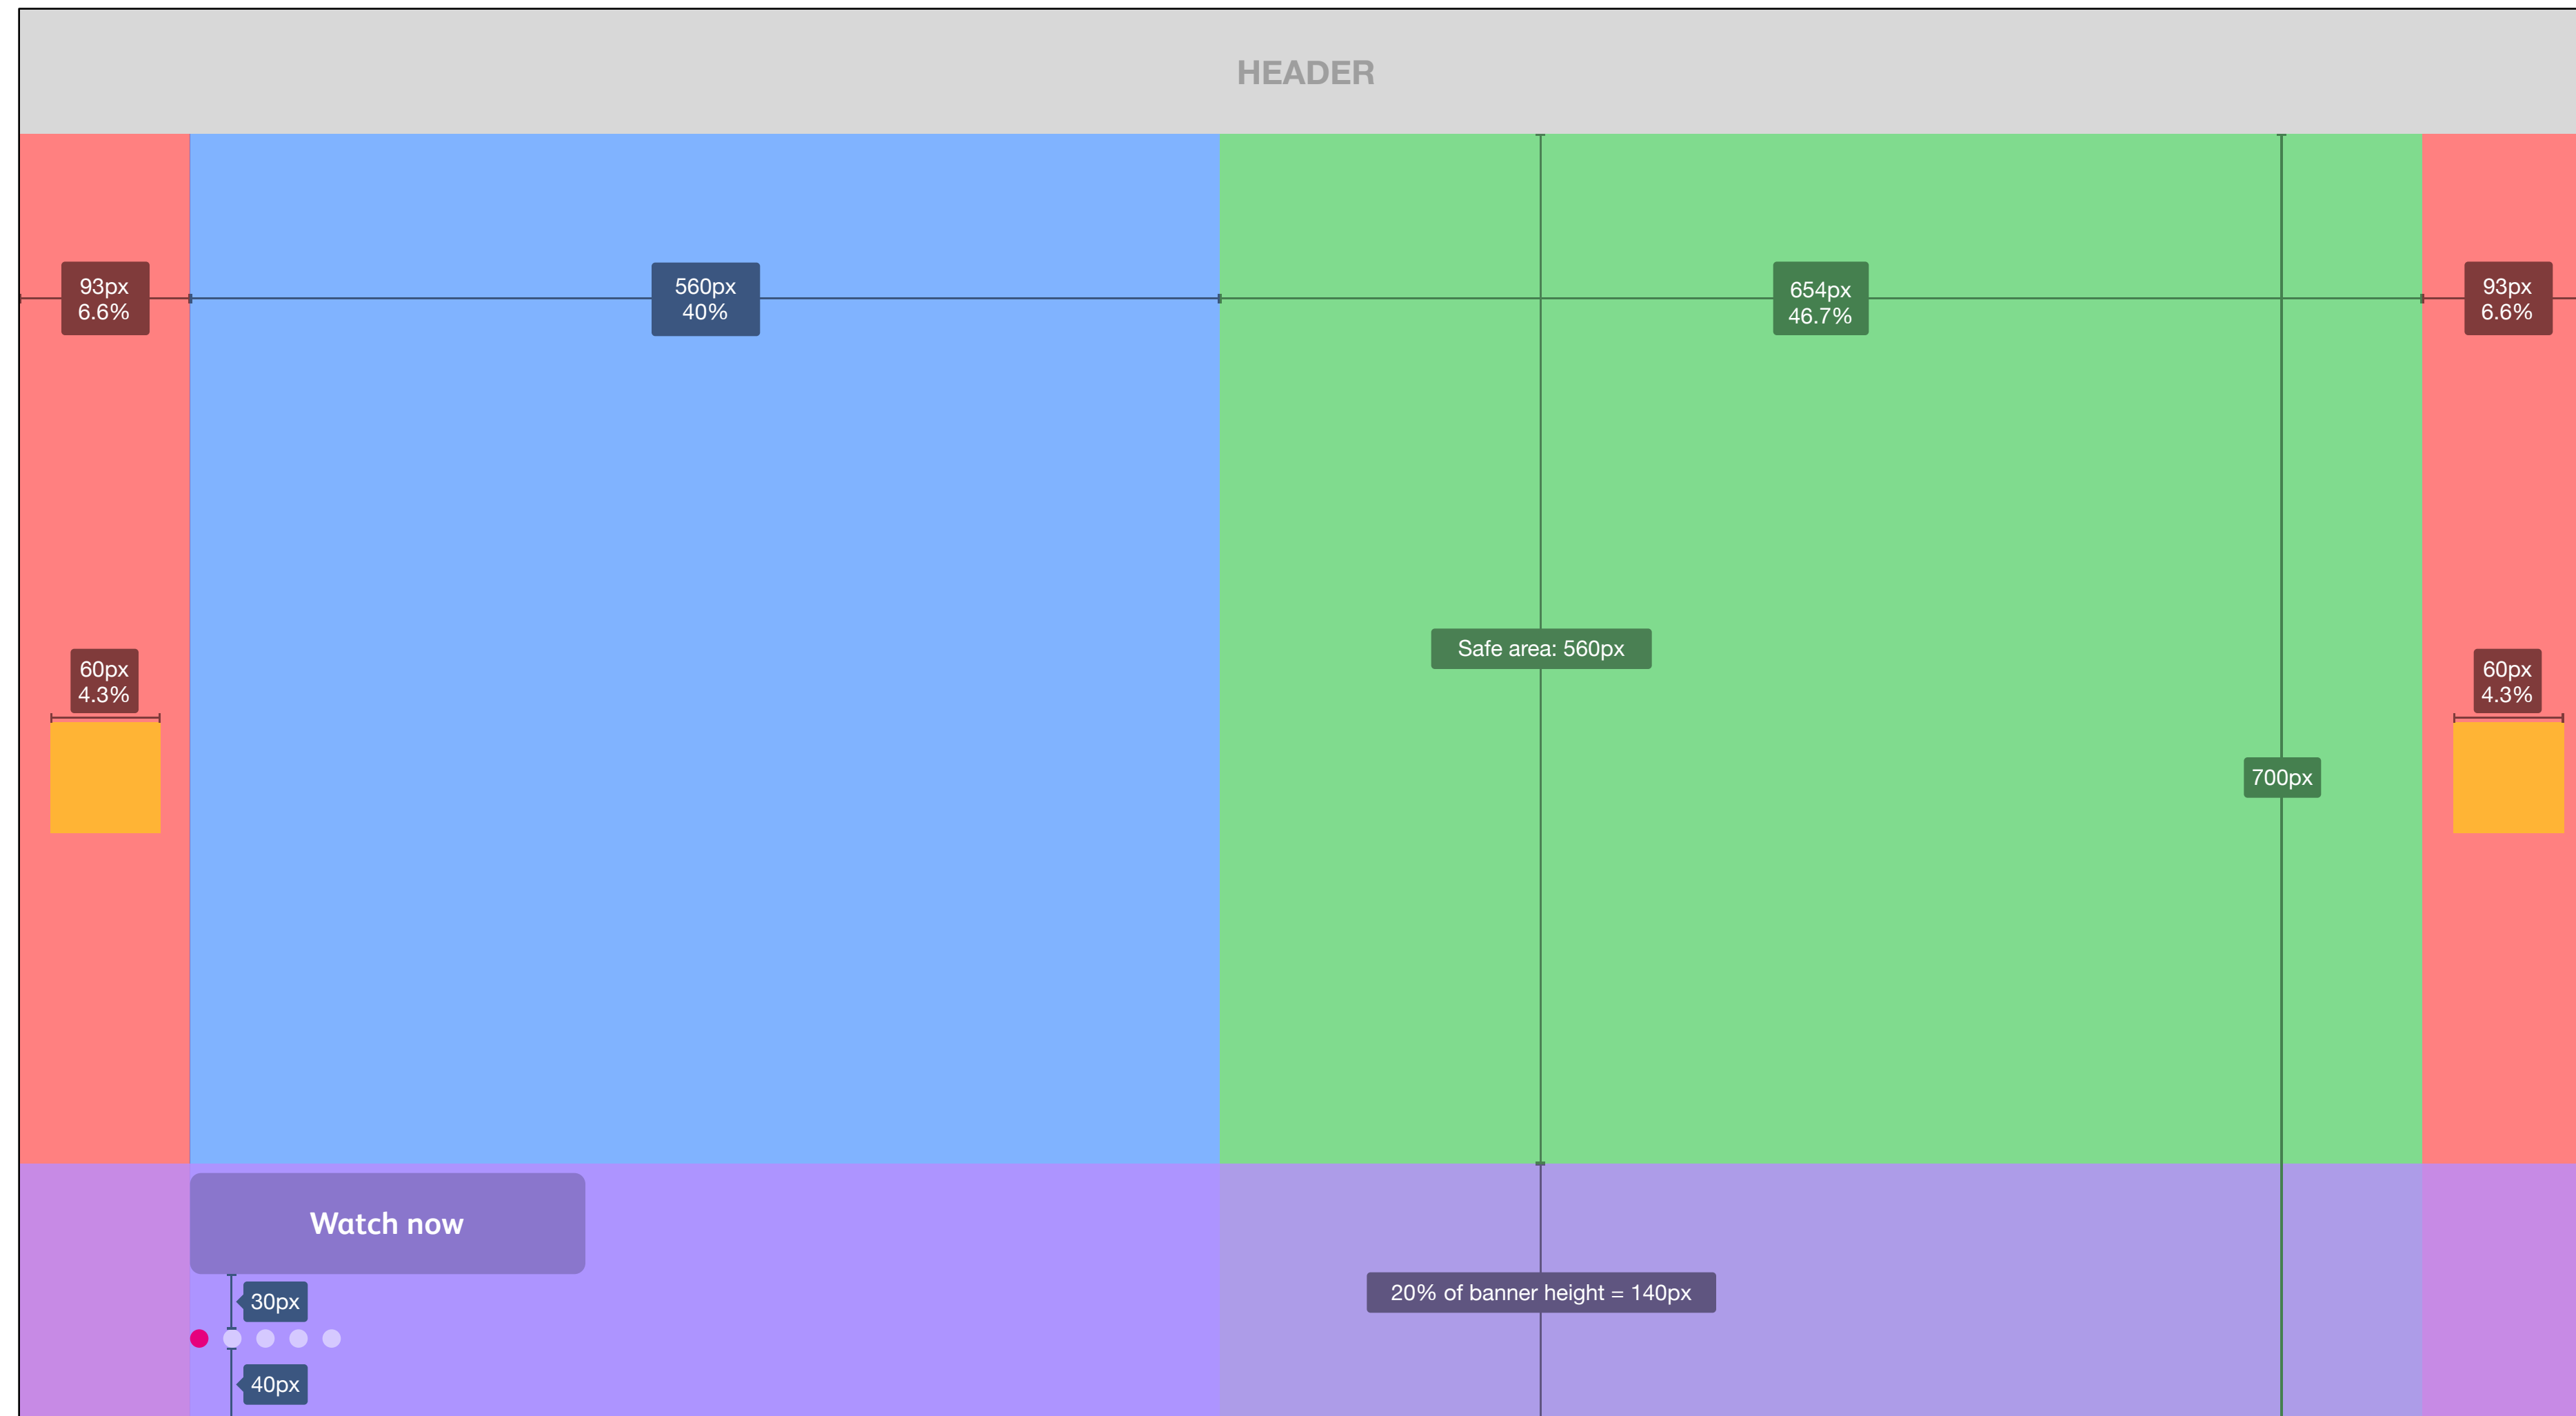 HEADER
93px
6.6%
560px
40%
654px
46.7%
93px
6.6%
Safe area: 560px
60px
4.3%
60px
4.3%
700px
Watch now
20% of banner height = 140px
30px
40px